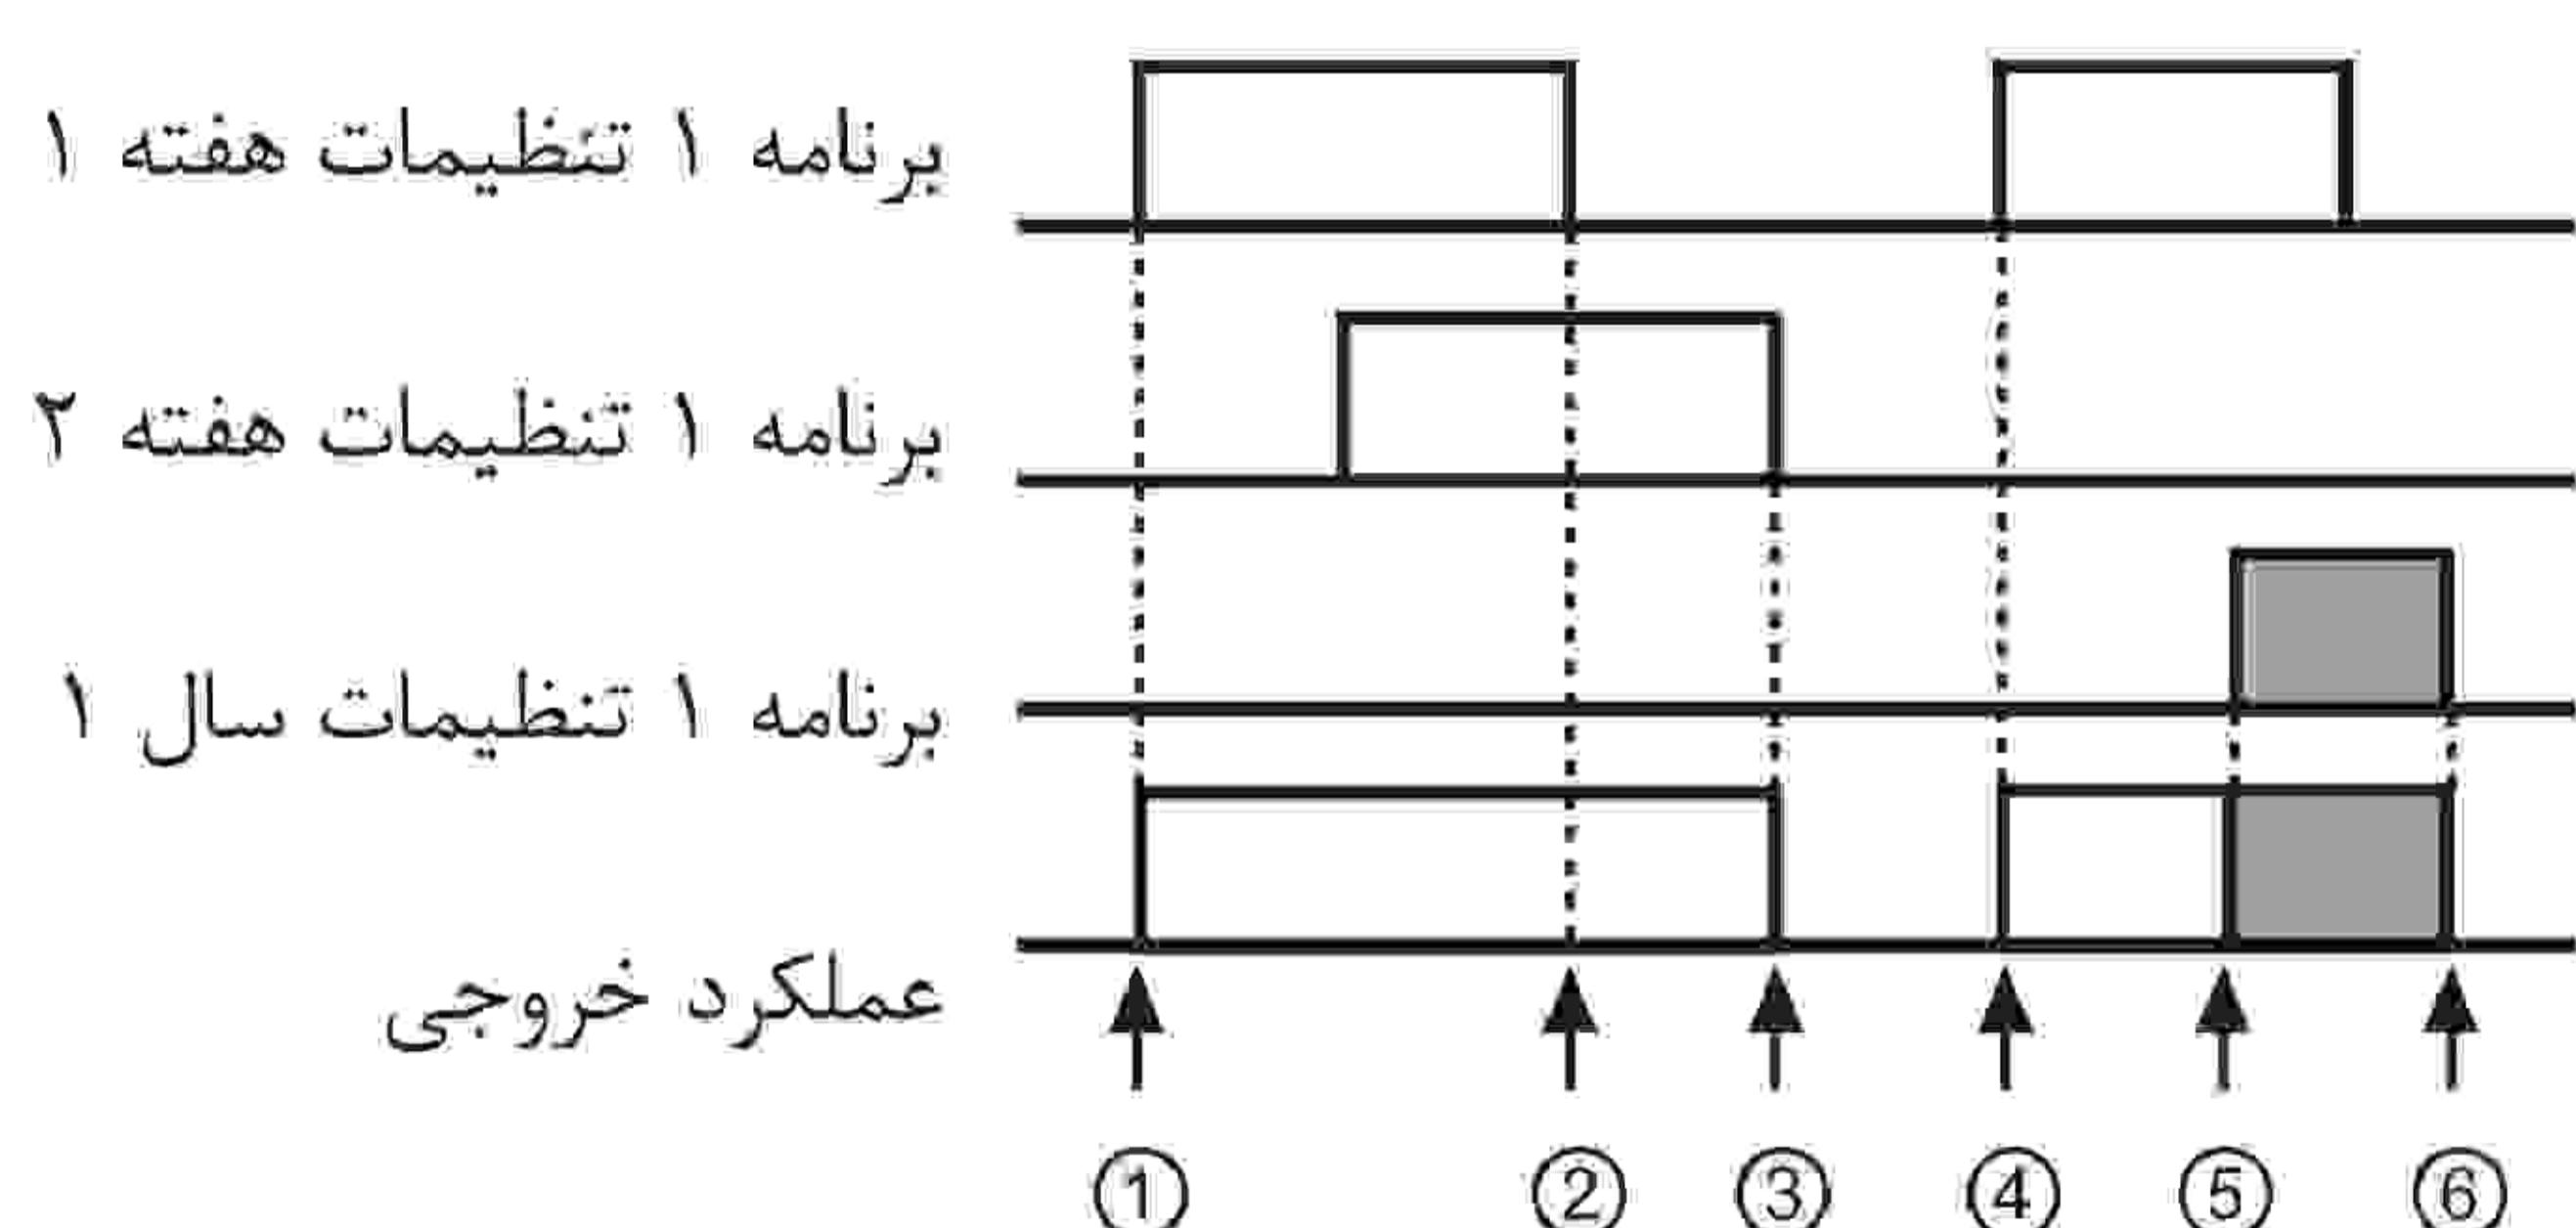 برنامه ۱ تنظیمات هفته ۱
برنامه ۱ تنظیمات هفته ۲
برنامه ۱ تنظیمات سال ۱
عملکرد خروجی
① ② ③ ④ ⑤ ⑥